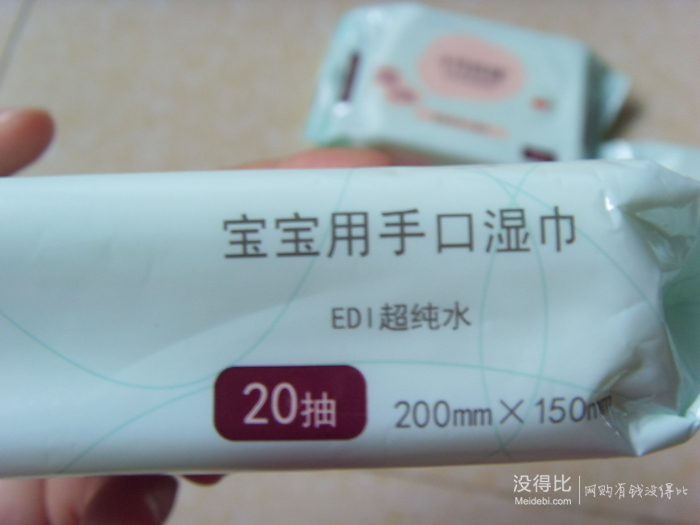 宝宝用手口湿巾
EDI超纯水
20抽
200mm×150mm
没得比
Meidebi.com
网购有钱没得比